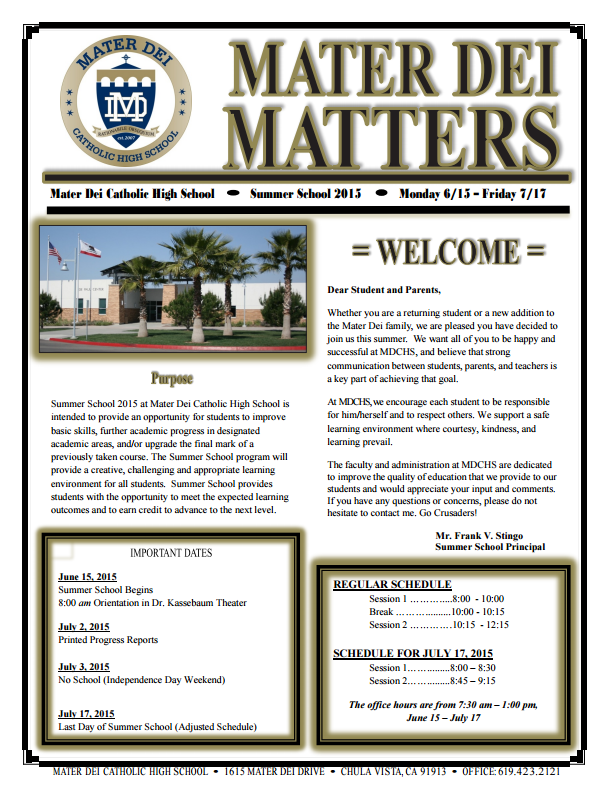 MATER DEI
CATHOLIC HIGH SCHOOL
est. 2007
MATER DEI
MATTERS
Mater Dei Catholic High School • Summer School 2015 • Monday 6/15 – Friday 7/17
= WELCOME =
Dear Student and Parents,
Whether you are a returning student or a new addition to
the Mater Dei family, we are pleased you have decided to
join us this summer.  We want all of you to be happy and
successful at MDCHS, and believe that strong
communication between students, parents, and teachers is
a key part of achieving that goal.
At MDCHS, we encourage each student to be responsible
for him/herself and to respect others. We support a safe
learning environment where courtesy, kindness, and
learning prevail.
The faculty and administration at MDCHS are dedicated
to improve the quality of education that we provide to our
students and would appreciate your input and comments.
If you have any questions or concerns, please do not
hesitate to contact me. Go Crusaders!
Mr. Frank V. Stingo
Summer School Principal
Purpose
Summer School 2015 at Mater Dei Catholic High School is
intended to provide an opportunity for students to improve
basic skills, further academic progress in designated
academic areas, and/or upgrade the final mark of a
previously taken course. The Summer School program will
provide a creative, challenging and appropriate learning
environment for all students.  Summer School provides
students with the opportunity to meet the expected learning
outcomes and to earn credit to advance to the next level.
IMPORTANT DATES
June 15, 2015
Summer School Begins
8:00 am Orientation in Dr. Kassebaum Theater
July 2, 2015
Printed Progress Reports
July 3, 2015
No School (Independence Day Weekend)
July 17, 2015
Last Day of Summer School (Adjusted Schedule)
REGULAR SCHEDULE
Session 1 ………….8:00  - 10:00
Break ……….........10:00 - 10:15
Session 2 ………….10:15  - 12:15
SCHEDULE FOR JULY 17, 2015
Session 1…….........8:00 – 8:30
Session 2…….........8:45 – 9:15
The office hours are from 7:30 am – 1:00 pm,
June 15 – July 17
MATER DEI CATHOLIC HIGH SCHOOL • 1615 MATER DEI DRIVE • CHULA VISTA, CA 91913 • OFFICE: 619.423.2121